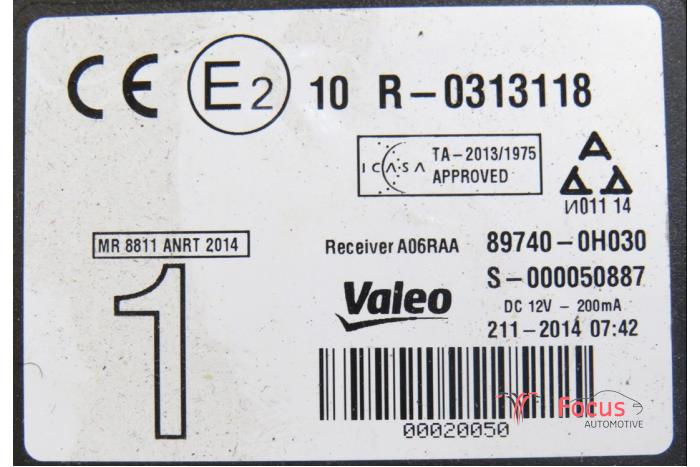 CE E2 10 R-0313118
ICASA TA-2013/1975 APPROVED
AAA
И011 14
MR 8811 ANRT 2014
Receiver A06RAA 89740-0H030
S-000050887
Valeo
DC 12V - 200mA
211-2014 07:42
1
00020050
Focus
AUTOMOTIVE